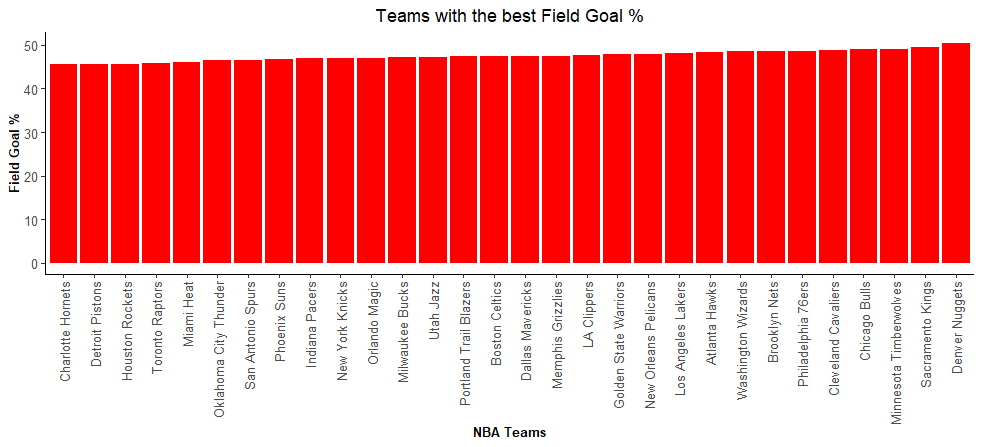 Teams with the best Field Goal %
Field Goal %
50
40
30
20
10
0
Charlotte Hornets
Detroit Pistons
Houston Rockets
Toronto Raptors
Miami Heat
Oklahoma City Thunder
San Antonio Spurs
Phoenix Suns
Indiana Pacers
New York Knicks
Orlando Magic
Milwaukee Bucks
Utah Jazz
Portland Trail Blazers
Boston Celtics
Dallas Mavericks
Memphis Grizzlies
LA Clippers
Golden State Warriors
New Orleans Pelicans
Los Angeles Lakers
Atlanta Hawks
Washington Wizards
Brooklyn Nets
Philadelphia 76ers
Cleveland Cavaliers
Chicago Bulls
Minnesota Timberwolves
Sacramento Kings
Denver Nuggets
NBA Teams